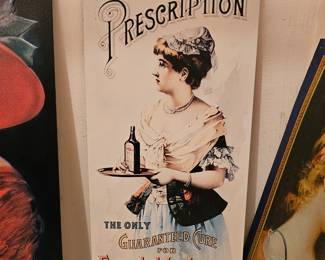 PRESCRIPTION
THE ONLY
GUARANTEED CURE
FOR